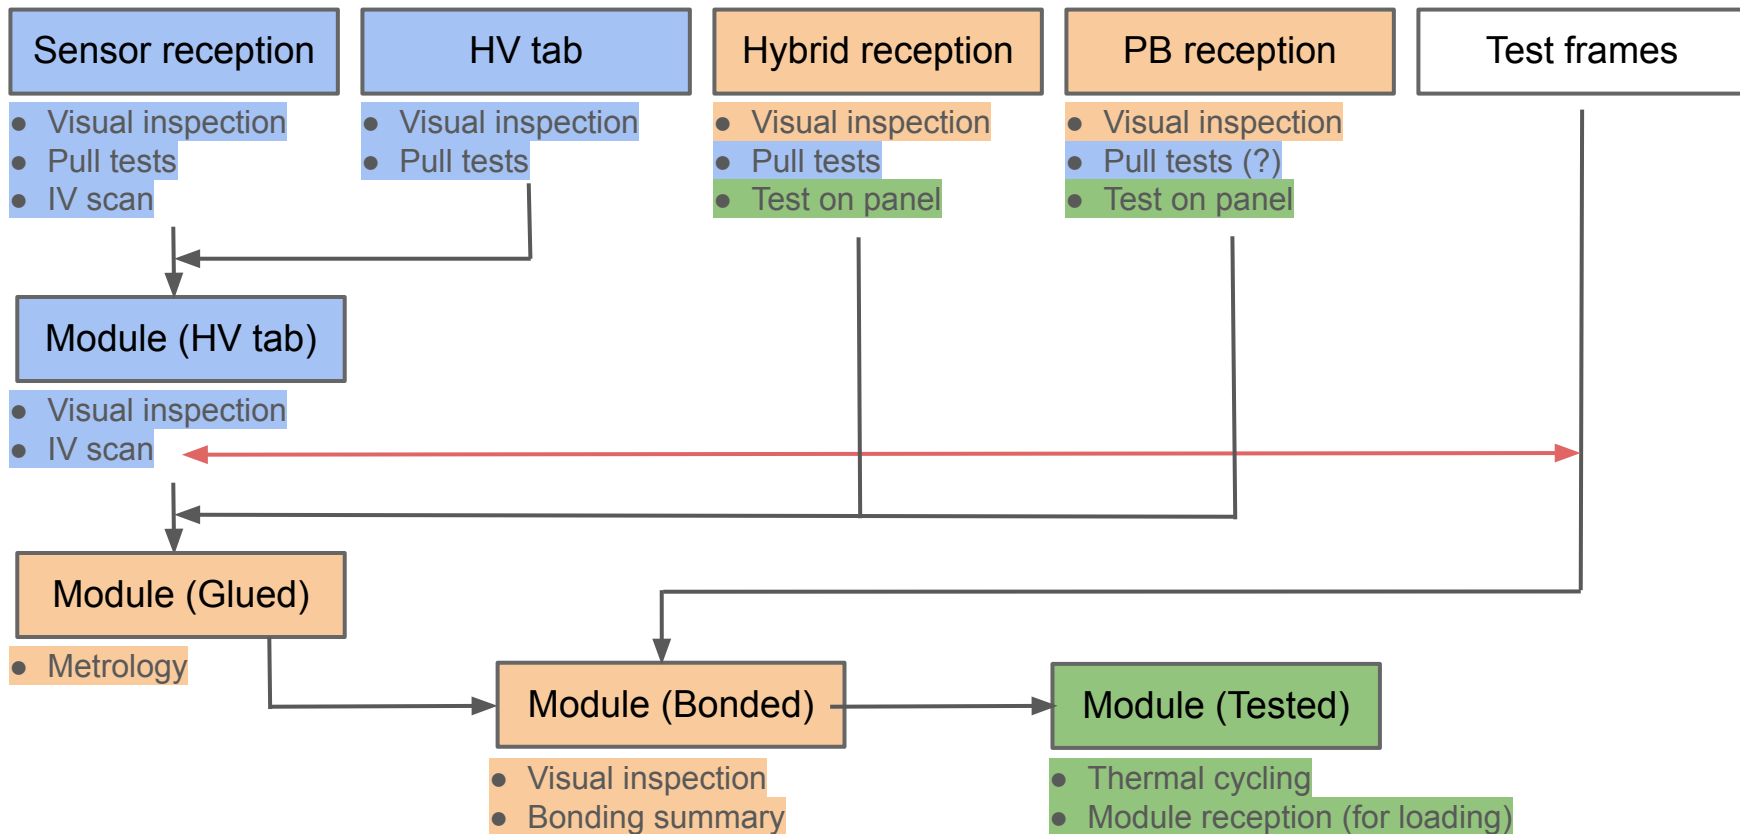 Sensor reception
HV tab
Hybrid reception
PB reception
Test frames
● Visual inspection
● Pull tests
● IV scan
● Visual inspection
● Pull tests
● Visual inspection
● Pull tests
● Test on panel
● Visual inspection
● Pull tests (?)
● Test on panel
Module (HV tab)
● Visual inspection
● IV scan
Module (Glued)
● Metrology
Module (Bonded)
● Visual inspection
● Bonding summary
Module (Tested)
● Thermal cycling
● Module reception (for loading)